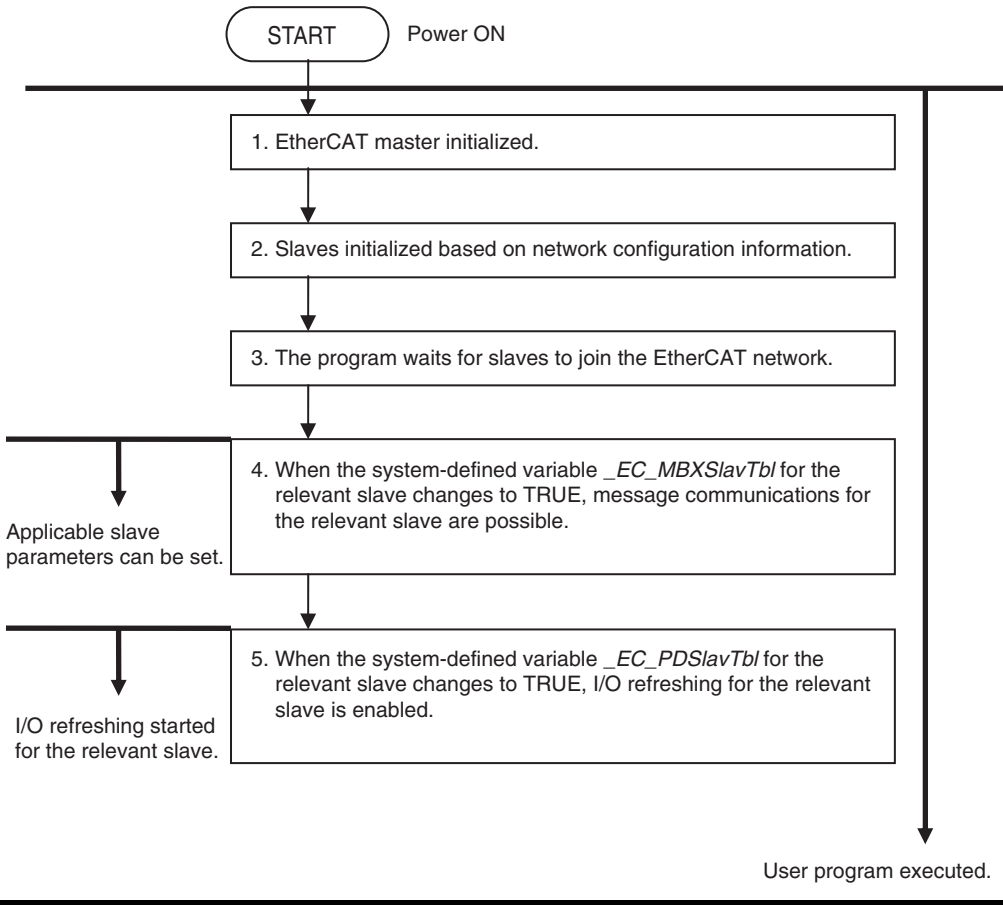 START
Power ON
1. EtherCAT master initialized.
2. Slaves initialized based on network configuration information.
3. The program waits for slaves to join the EtherCAT network.
4. When the system-defined variable _EC_MBXSlavTbl for the
relevant slave changes to TRUE, message communications for
the relevant slave are possible.
Applicable slave
parameters can be set.
5. When the system-defined variable _EC_PDSlavTbl for the
relevant slave changes to TRUE, I/O refreshing for the relevant
slave is enabled.
I/O refreshing started
for the relevant slave.
User program executed.